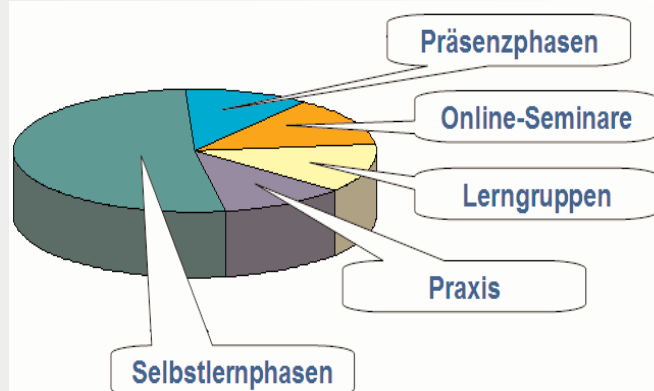 Präsenzphasen
Online-Seminare
Lerngruppen
Praxis
Selbstlernphasen